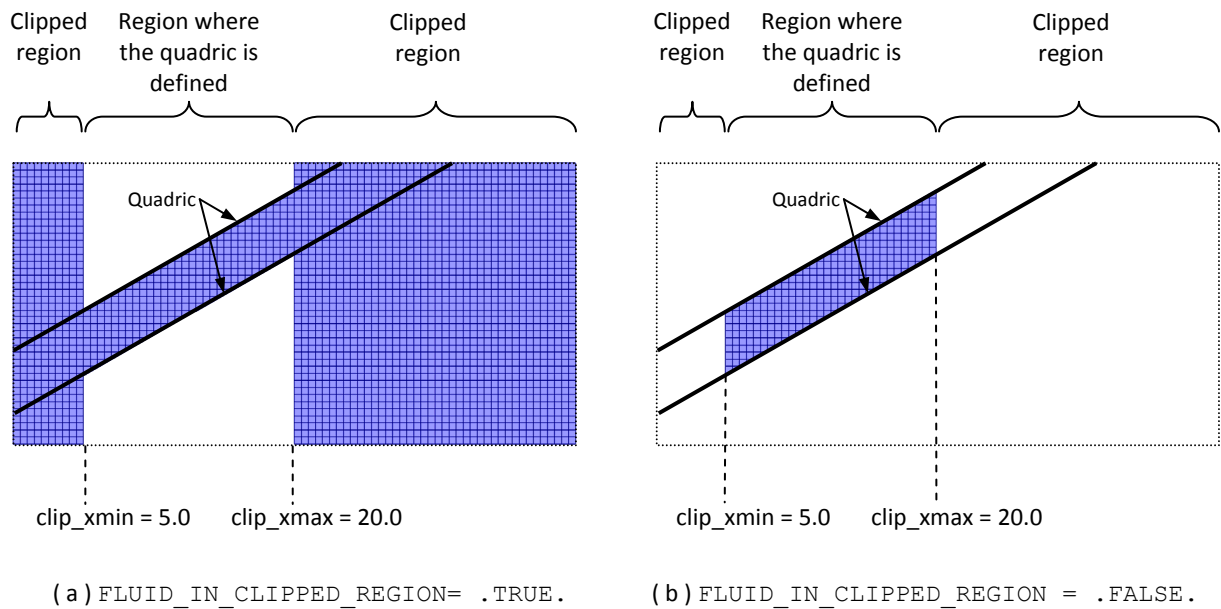 Clipped
region
Region where
the quadric is
defined
Clipped
region
Quadric
clip_xmin = 5.0
clip_xmax = 20.0
(a) FLUID_IN_CLIPPED_REGION= .TRUE.
Clipped
region
Region where
the quadric is
defined
Clipped
region
Quadric
clip_xmin = 5.0
clip_xmax = 20.0
(b) FLUID_IN_CLIPPED_REGION = .FALSE.